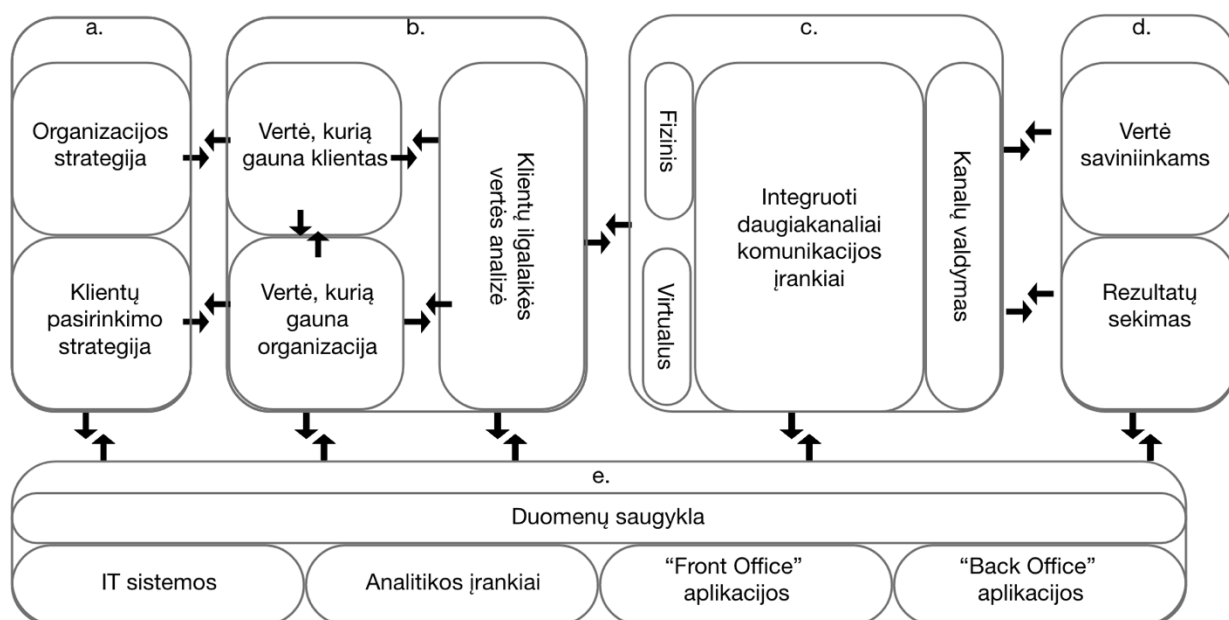 a.
Organizacijos
strategija
Klientų
pasirinkimo
strategija
b.
Vertė, kurią
gauna klientas
Vertė, kurią
gauna
organizacija
Klientų ilgalaikės
vertės analizė
c.
Fizinis
Virtualus
Integruoti
daugiakanaliai
komunikacijos
įrankiai
Kanalų valdymas
d.
Vertė
saviniinkams
Rezultatų
sekimas
e.
Duomenų saugykla
IT sistemos
Analitikos įrankiai
“Front Office”
aplikacijos
“Back Office”
aplikacijos